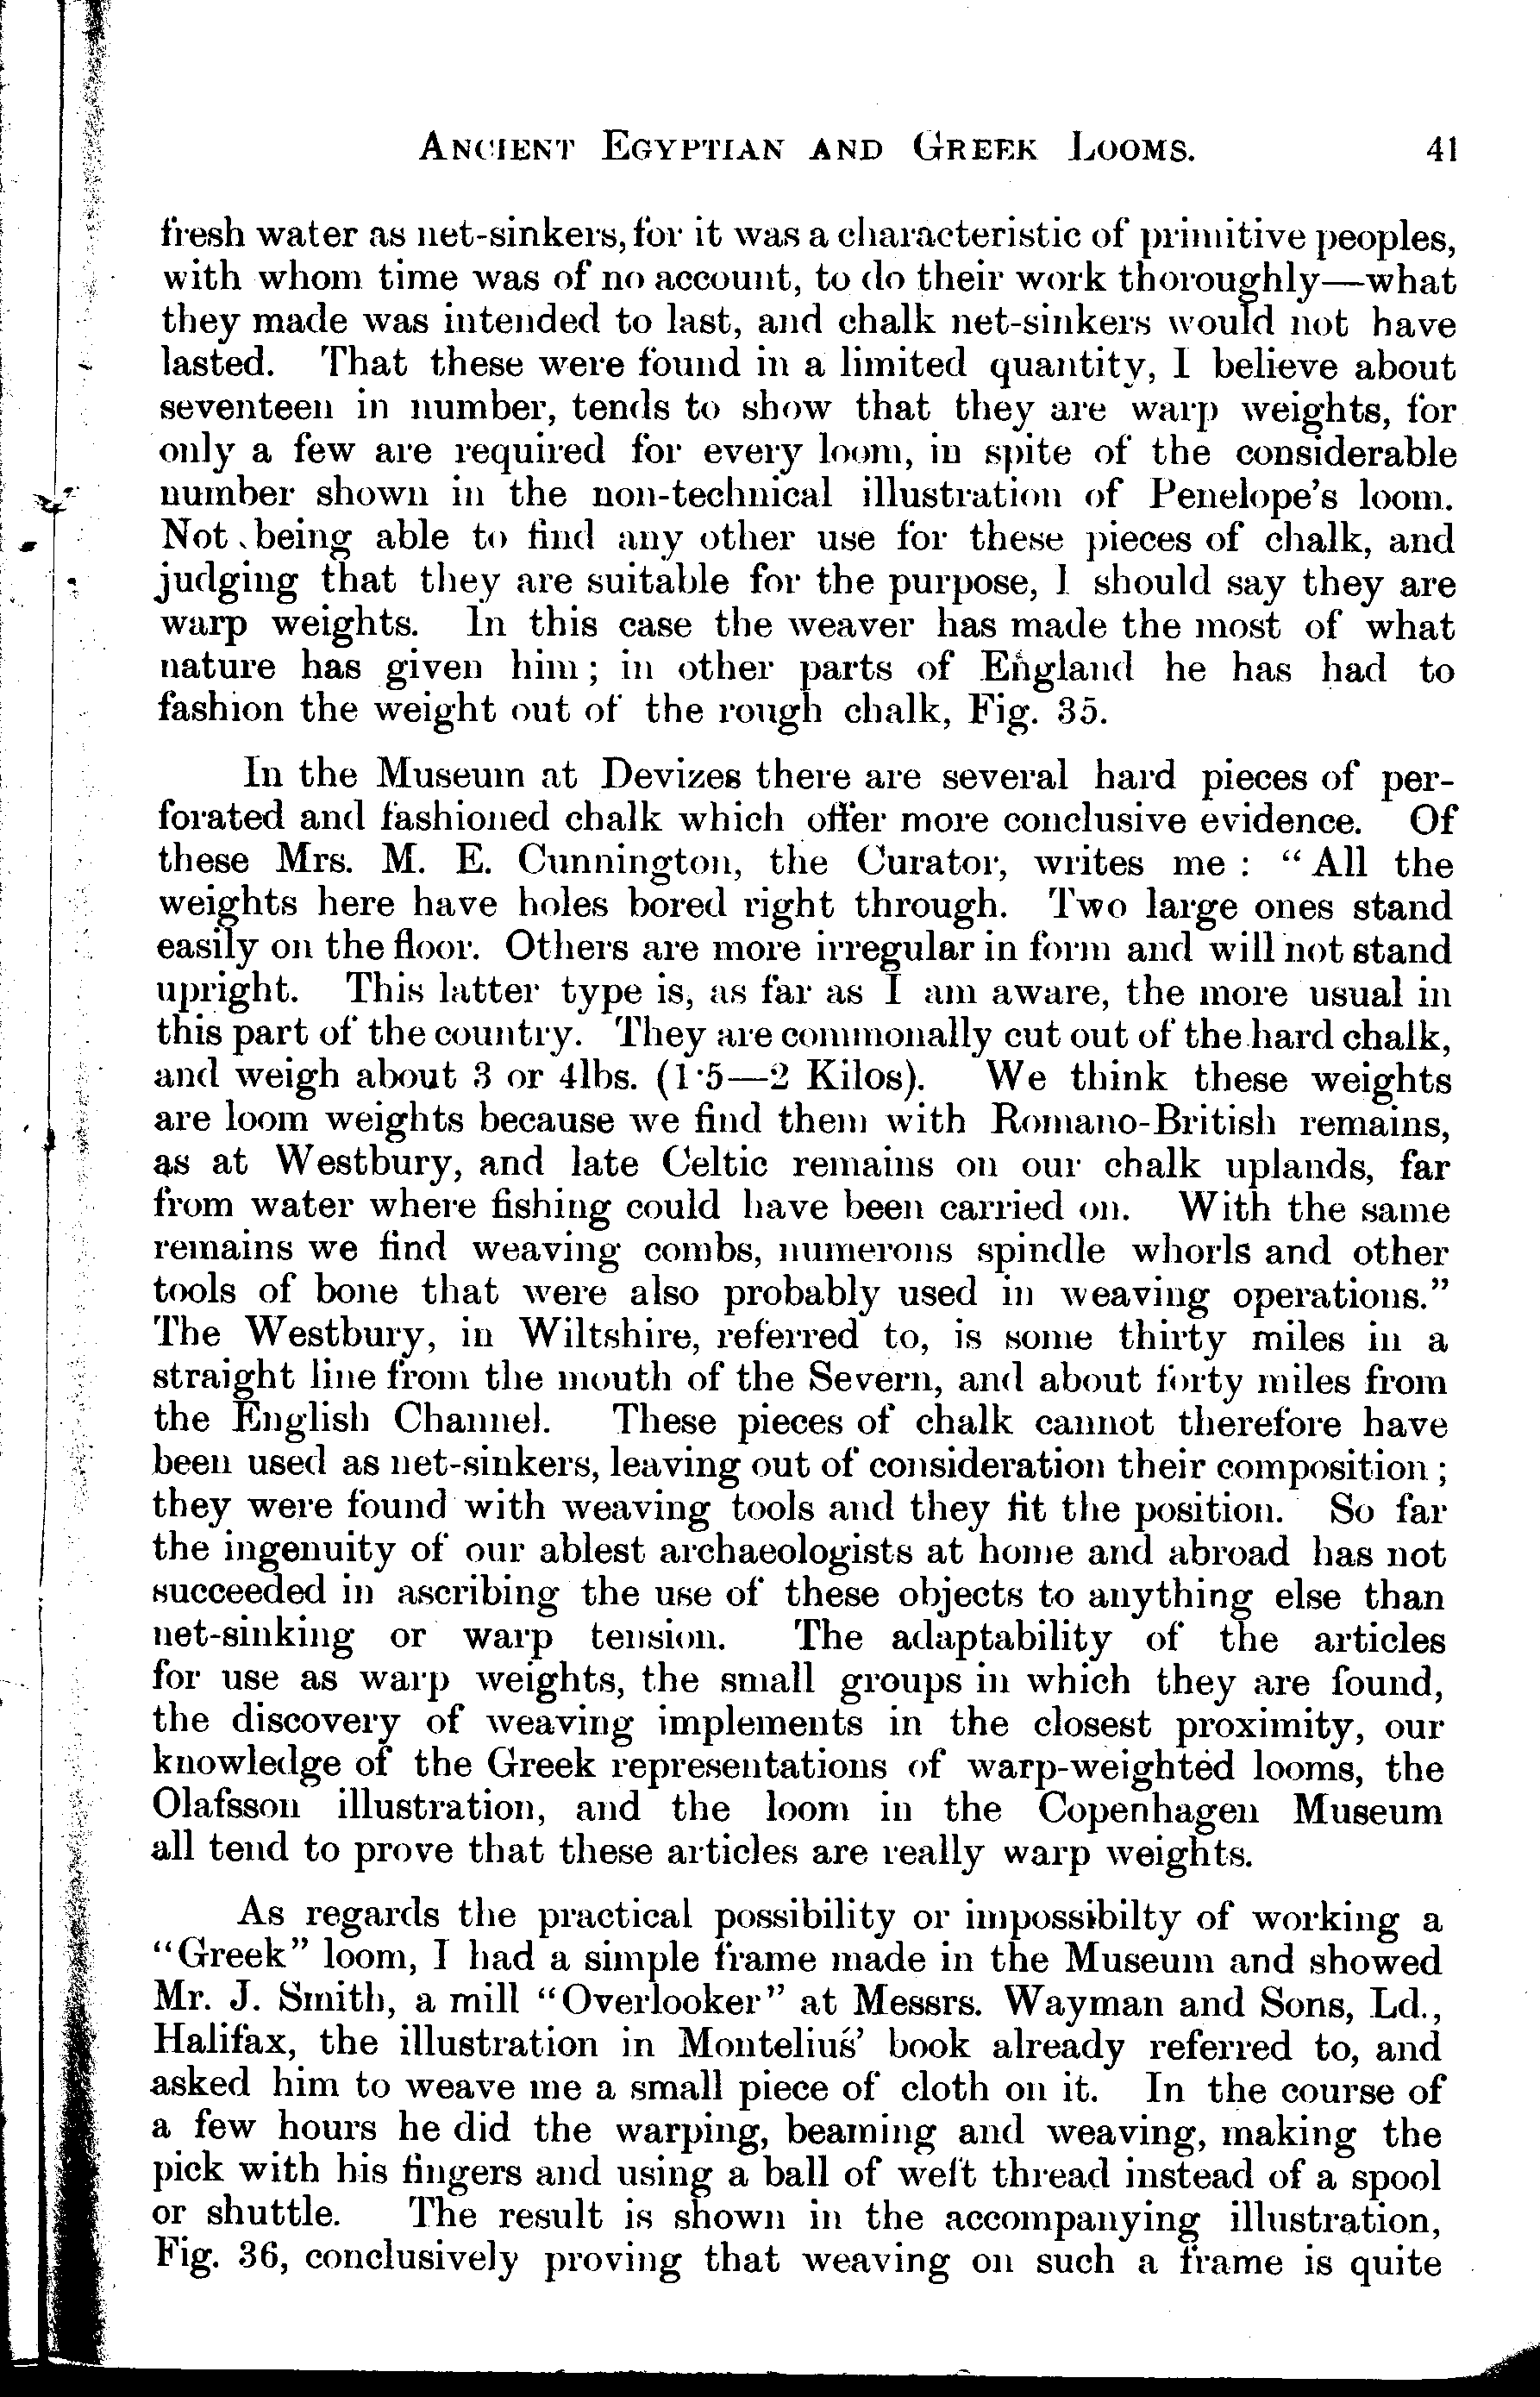 ANCIENT EGYPTIAN AND GREEK LOOMS. 41
fresh water as net-sinkers, for it was a characteristic of primitive peoples,
with whom time was of no account, to do their work thoroughly—what
they made was intended to last, and chalk net-sinkers would not have
lasted. That these were found in a limited quantity, I believe about
seventeen in number, tends to show that they are warp weights, for
only a few are required for every loom, in spite of the considerable
number shown in the non-technical illustration of Penelope's loom.
Not being able to find any other use for these pieces of chalk, and
judging that they are suitable for the purpose, I should say they are
warp weights. In this case the weaver has made the most of what
nature has given him; in other parts of England he has had to
fashion the weight out of the rough chalk, Fig. 35.
In the Museum at Devizes there are several hard pieces of per-
forated and fashioned chalk which offer more conclusive evidence. Of
these Mrs. M. E. Cunnington, the Curator, writes me: "All the
weights here have holes bored right through. Two large ones stand
easily on the floor. Others are more irregular in form and will not stand
upright. This latter type is, as far as I am aware, the more usual in
this part of the country. They are commonally cut out of the hard chalk,
and weigh about 3 or 4lbs. (1·5—2 Kilos). We think these weights
are loom weights because we find them with Romano-British remains,
as at Westbury, and late Celtic remains on our chalk uplands, far
from water where fishing could have been carried on. With the same
remains we find weaving combs, numerons spindle whorls and other
tools of bone that were also probably used in weaving operations."
The Westbury, in Wiltshire, referred to, is some thirty miles in a
straight line from the mouth of the Severn, and about forty miles from
the English Channel. These pieces of chalk cannot therefore have
been used as net-sinkers, leaving out of consideration their composition;
they were found with weaving tools and they fit the position. So far
the ingenuity of our ablest archaeologists at home and abroad has not
succeeded in ascribing the use of these objects to anything else than
net-sinking or warp tension. The adaptability of the articles
for use as warp weights, the small groups in which they are found,
the discovery of weaving implements in the closest proximity, our
knowledge of the Greek representations of warp-weighted looms, the
Olafsson illustration, and the loom in the Copenhagen Museum
all tend to prove that these articles are really warp weights.
As regards the practical possibility or impossibilty of working a
"Greek" loom, I had a simple frame made in the Museum and showed
Mr. J. Smith, a mill "Overlooker" at Messrs. Wayman and Sons, Ld.,
Halifax, the illustration in Montelius' book already referred to, and
asked him to weave me a small piece of cloth on it. In the course of
a few hours he did the warping, beaming and weaving, making the
pick with his fingers and using a ball of weft thread instead of a spool
or shuttle. The result is shown in the accompanying illustration,
Fig. 36, conclusively proving that weaving on such a frame is quite